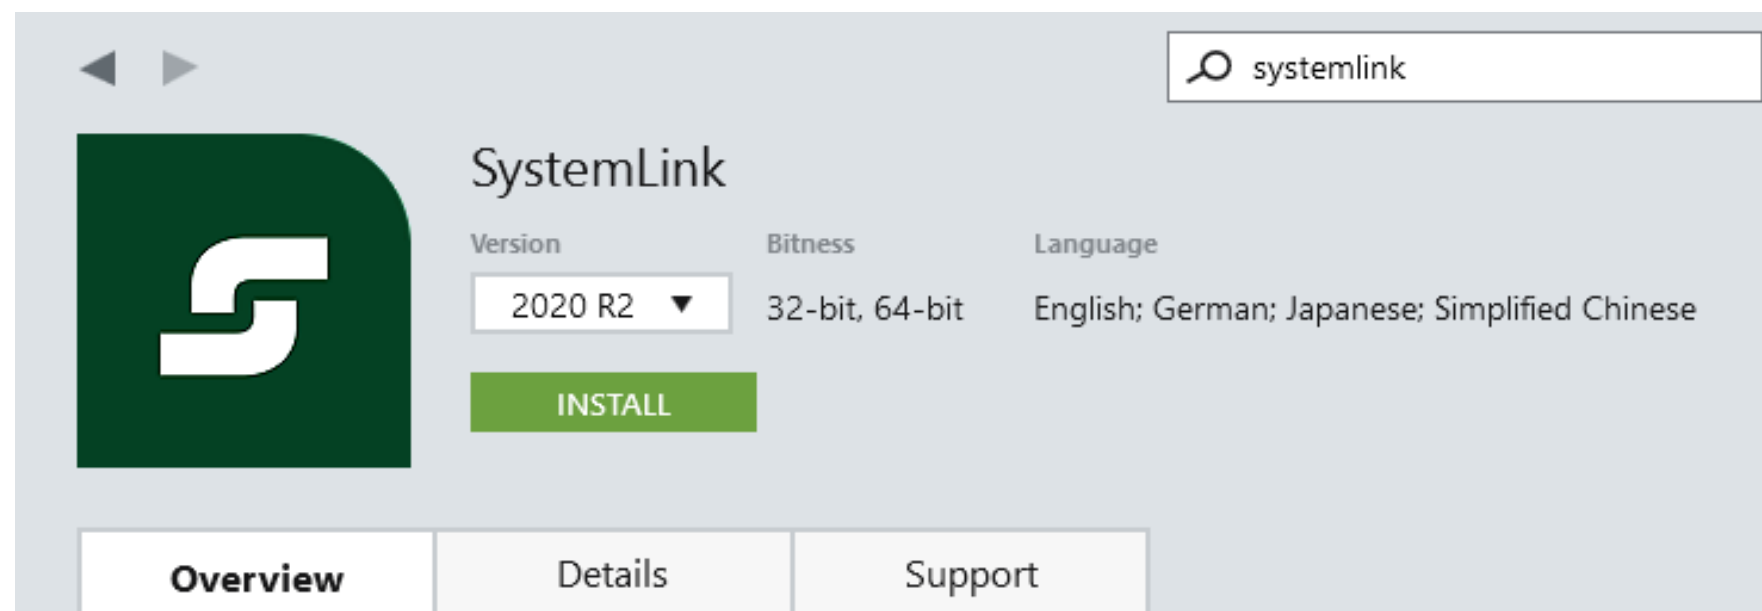 systemlink
SystemLink
Version Bitness Language
2020 R2 32-bit, 64-bit English; German; Japanese; Simplified Chinese
INSTALL
Overview Details Support